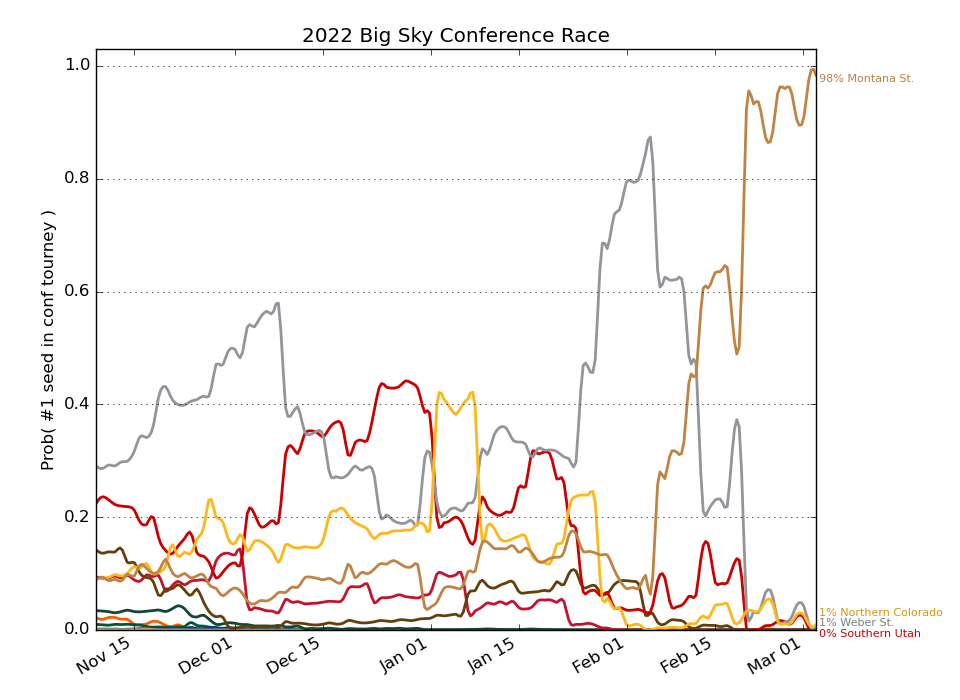 2022 Big Sky Conference Race
Prob( #1 seed in conf tourney )
1.0
0.8
0.6
0.4
0.2
0.0
98% Montana St.
1% Northern Colorado
1% Weber St.
0% Southern Utah
Nov 15
Dec 01
Dec 15
Jan 01
Jan 15
Feb 01
Feb 15
Mar 01